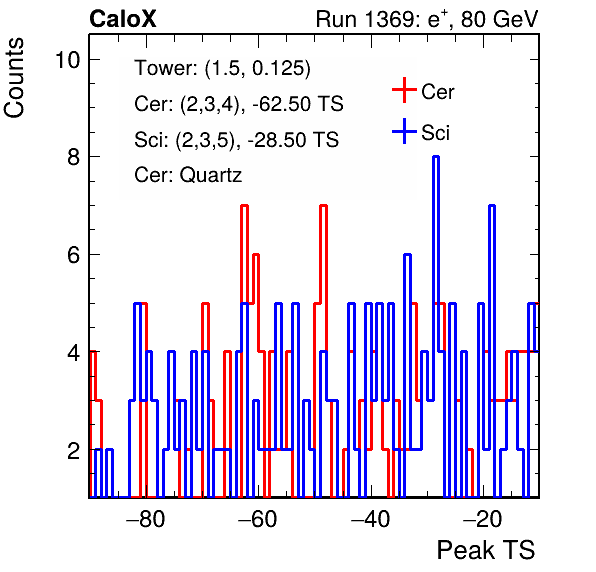 CaloX Run 1369: e⁺, 80 GeV
Counts
10
8
6
4
2
Tower: (1.5, 0.125)
Cer: (2,3,4), -62.50 TS
Sci: (2,3,5), -28.50 TS
Cer: Quartz
Cer
Sci
−80 −60 −40 −20
Peak TS